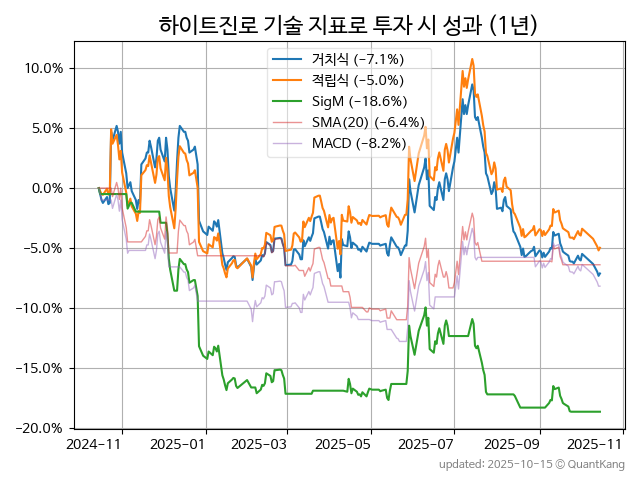 하이트진로 기술 지표로 투자 시 성과 (1년)
거치식 (−7.1%)
적립식 (−5.0%)
SigM (−18.6%)
SMA(20) (−6.4%)
MACD (−8.2%)
10.0%
5.0%
0.0%
−5.0%
−10.0%
−15.0%
−20.0%
2024−11 2025−01 2025−03 2025−05 2025−07 2025−09 2025−11
updated: 2025-10-15 © QuantKang